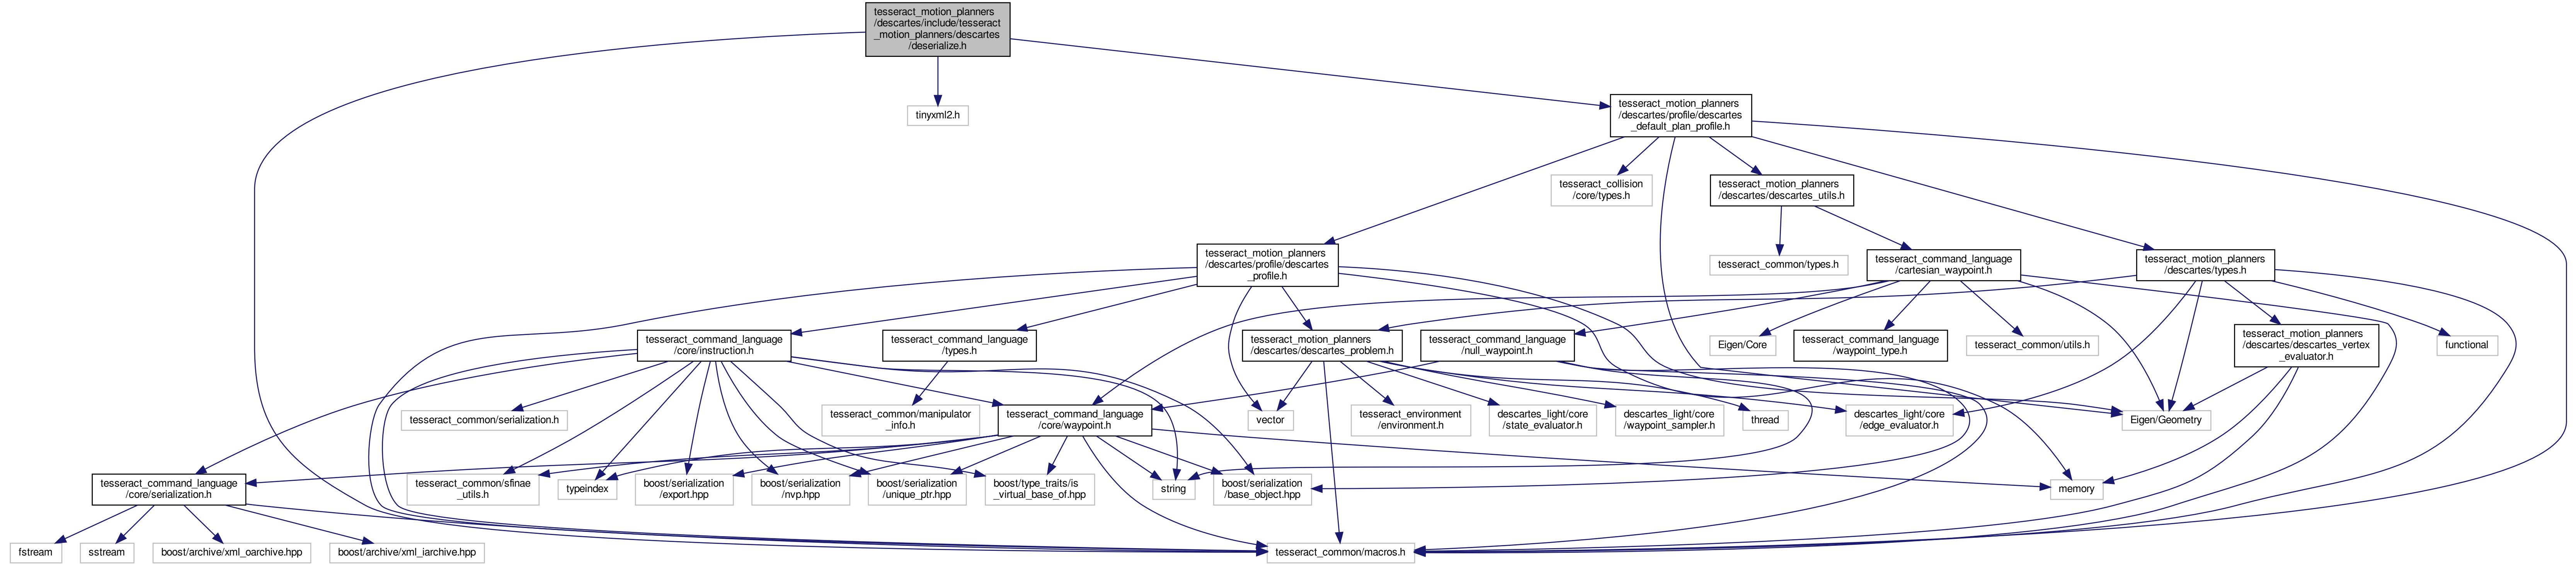 tesseract_motion_planners
/descartes/include/tesseract
_motion_planners/descartes
/deserialize.h
tinyxml2.h
tesseract_motion_planners
/descartes/profile/descartes
_default_plan_profile.h
tesseract_collision
/core/types.h
tesseract_motion_planners
/descartes/descartes_utils.h
tesseract_motion_planners
/descartes/profile/descartes
_profile.h
tesseract_common/types.h
tesseract_command_language
/cartesian_waypoint.h
tesseract_motion_planners
/descartes/types.h
tesseract_command_language
/core/instruction.h
tesseract_command_language
/types.h
tesseract_motion_planners
/descartes/descartes_problem.h
tesseract_command_language
/null_waypoint.h
Eigen/Core
tesseract_command_language
/waypoint_type.h
tesseract_common/utils.h
tesseract_motion_planners
/descartes/descartes_vertex
_evaluator.h
functional
tesseract_common/serialization.h
tesseract_common/manipulator
_info.h
tesseract_command_language
/core/waypoint.h
vector
tesseract_environment
/environment.h
descartes_light/core
/state_evaluator.h
descartes_light/core
/waypoint_sampler.h
thread
descartes_light/core
/edge_evaluator.h
Eigen/Geometry
tesseract_command_language
/core/serialization.h
tesseract_common/sfinae
_utils.h
typeindex
boost/serialization
/export.hpp
boost/serialization
/nvp.hpp
boost/serialization
/unique_ptr.hpp
boost/type_traits/is
_virtual_base_of.hpp
string
boost/serialization
/base_object.hpp
memory
fstream
sstream
boost/archive/xml_oarchive.hpp
boost/archive/xml_iarchive.hpp
tesseract_common/macros.h